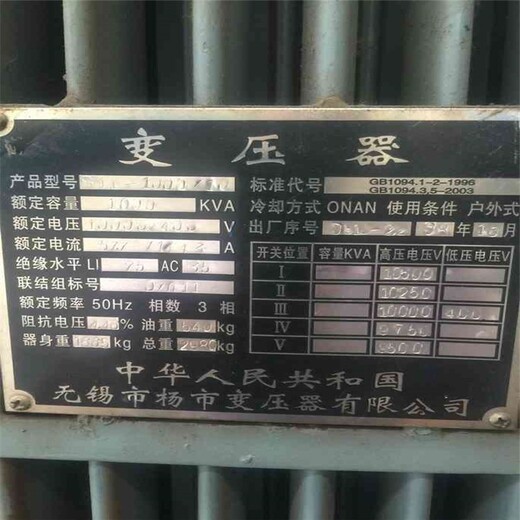 变压器
产品型号 标准代号 GB1094.1-2-1996
GB1094.3.5-2003
额定容量 KVA 冷却方式 ONAN 使用条件 户外式
额定电压 V 出厂序号 年 月
额定电流 A 开关位置 容量KVA 高压电压V 低压电压V
绝缘水平 LI 75 AC 35 I 10500
联结组标号 II 10250
额定频率 50Hz 相数 3 相 III 10000
阻抗电压 % 油重 kg IV 9750
器身重 kg 总重 kg V 9500
中华人民共和国
无锡市杨市变压器有限公司